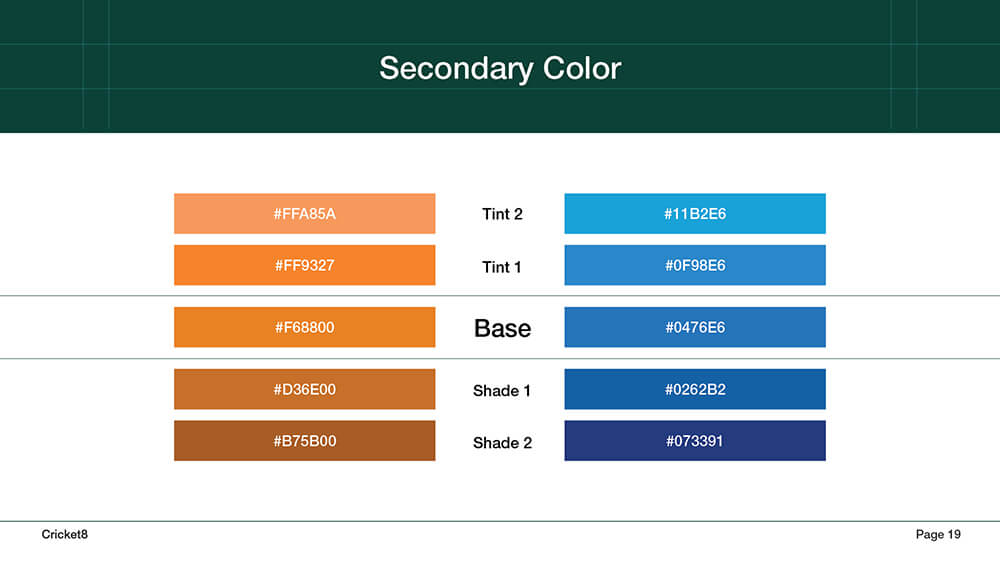 Secondary Color
#FFA85A Tint 2 #11B2E6
#FF9327 Tint 1 #0F98E6
#F68800 Base #0476E6
#D36E00 Shade 1 #0262B2
#B75B00 Shade 2 #073391
Cricket8 Page 19